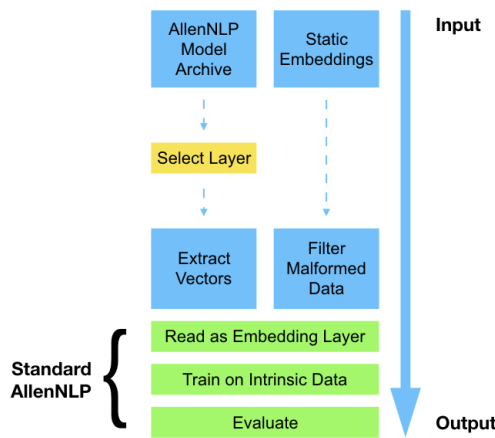 AllenNLP
Model
Archive
Static
Embeddings
Input
Select Layer
Extract
Vectors
Filter
Malformed
Data
Read as Embedding Layer
Standard
AllenNLP
Train on Intrinsic Data
Evaluate
Output